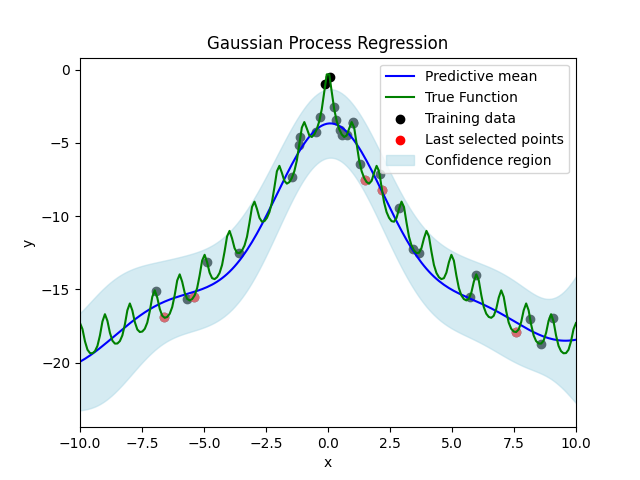 Gaussian Process Regression
Predictive mean
True Function
Training data
Last selected points
Confidence region
y
0
−5
−10
−15
−20
−10.0 −7.5 −5.0 −2.5 0.0 2.5 5.0 7.5 10.0
x